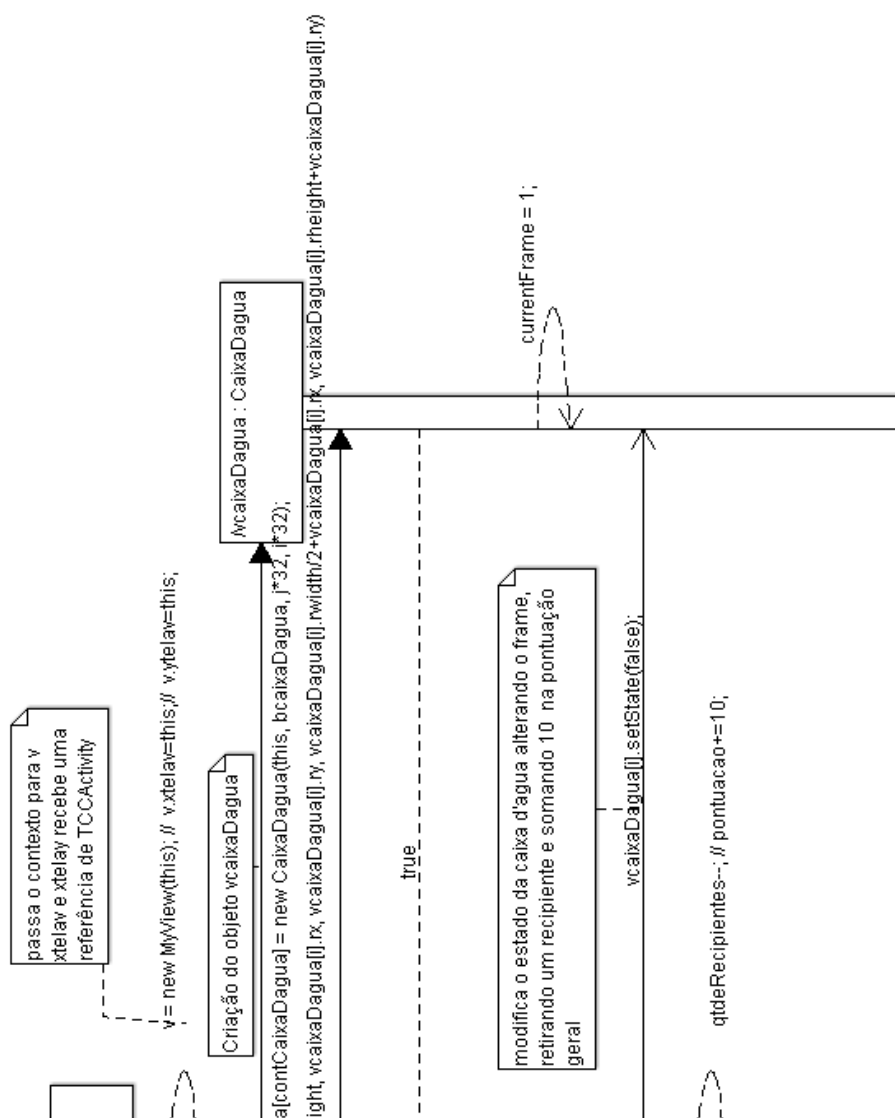 passa o contexto para v
xtelav e xtelay recebe uma
referência de TCCActivity
v= new MyView(this); // v.xtelav=this;// v.ytelav=this;
Criação do objeto vcaixaDagua
/vcaixaDagua : CaixaDagua
a[contCaixaDagua] = new CaixaDagua(this, bcaixaDagua, j*32, i*32);
ight, vcaixaDagua[i].rx, vcaixaDagua[i].ry, vcaixaDagua[i].rwidth/2+vcaixaDagua[i].rx, vcaixaDagua[i].rheight+vcaixaDagua[i].ry)
true
currentFrame = 1;
modifica o estado da caixa d'agua alterando o frame,
retirando um recipiente e somando 10 na pontuação
geral
vcaixaDagua[i].setState(false);
qtdeRecipientes--; // pontuacao+=10;